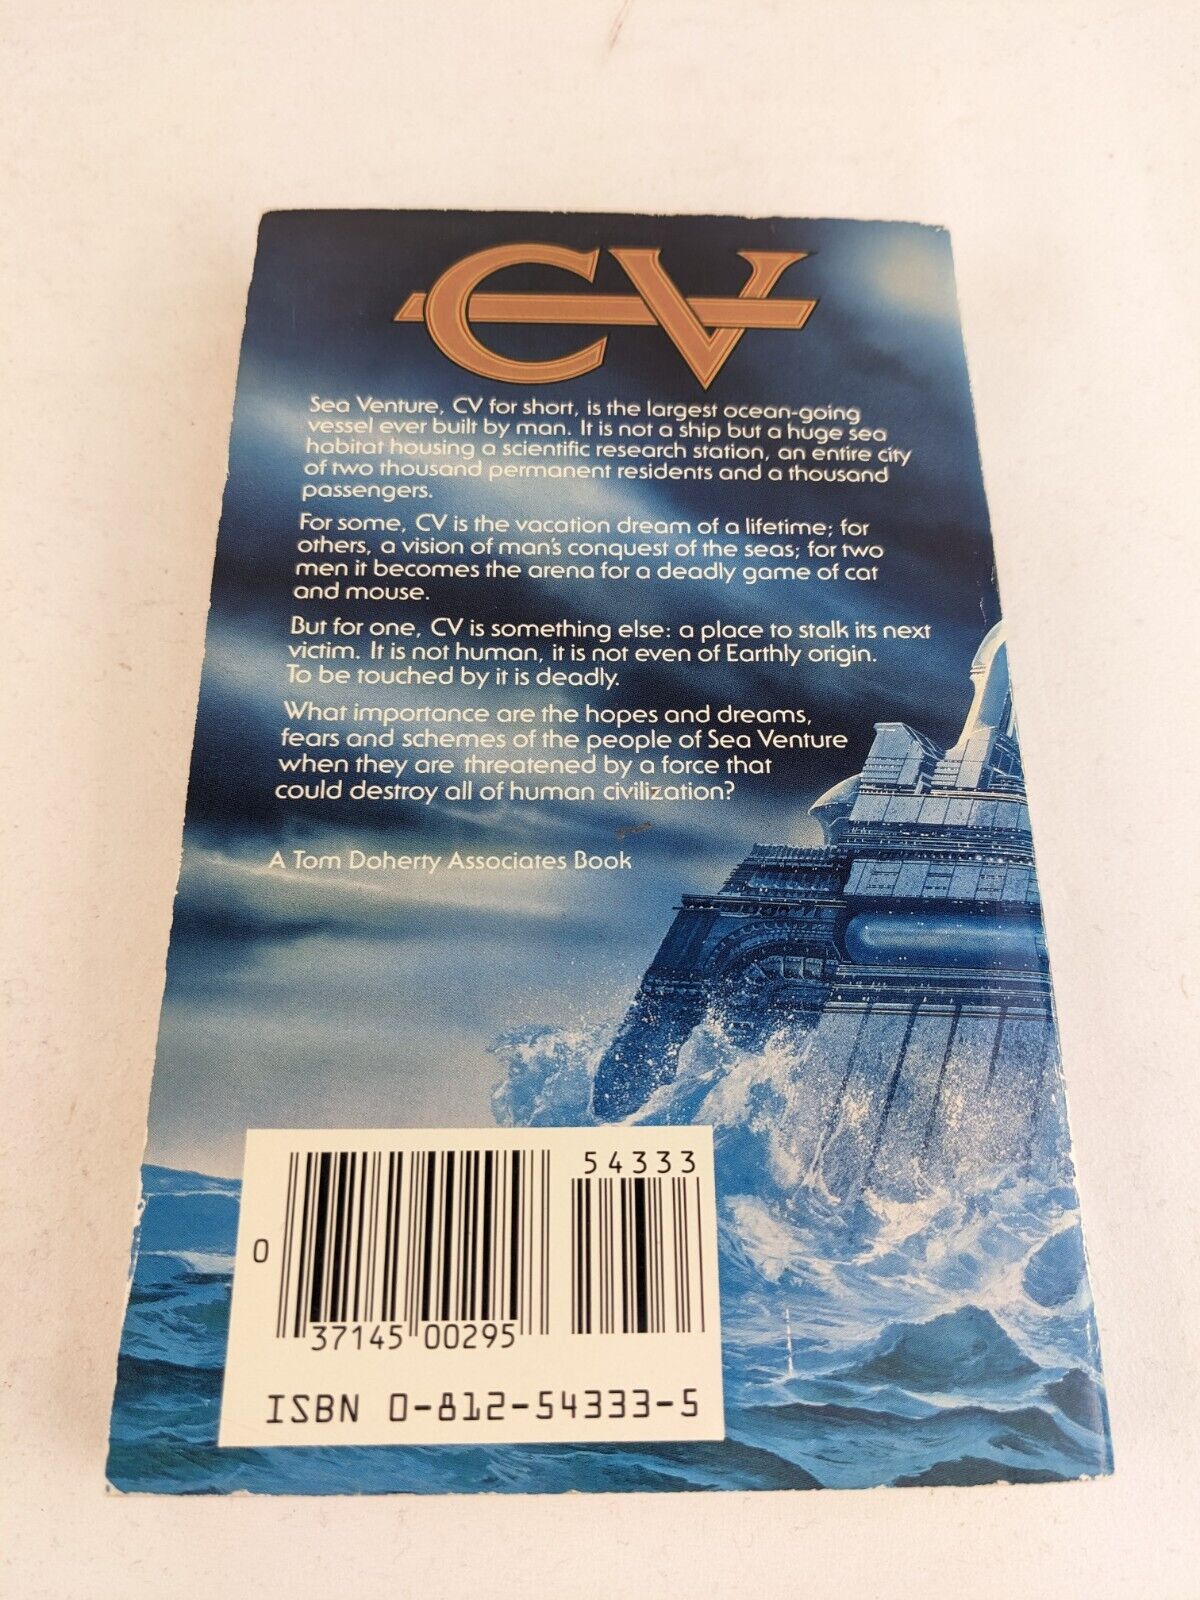 CV
Sea Venture, CV for short, is the largest ocean-going
vessel ever built by man. It is not a ship but a huge sea
habitat housing a scientific research station, an entire city
of two thousand permanent residents and a thousand
passengers.
For some, CV is the vacation dream of a lifetime; for
others, a vision of man's conquest of the seas; for two
men it becomes the arena for a deadly game of cat
and mouse.
But for one, CV is something else: a place to stalk its next
victim. It is not human, it is not even of Earthly origin.
To be touched by it is deadly.
What importance are the hopes and dreams,
fears and schemes of the people of Sea Venture
when they are threatened by a force that
could destroy all of human civilization?
A Tom Doherty Associates Book
54333
0
37145 00295
ISBN 0-812-54333-5